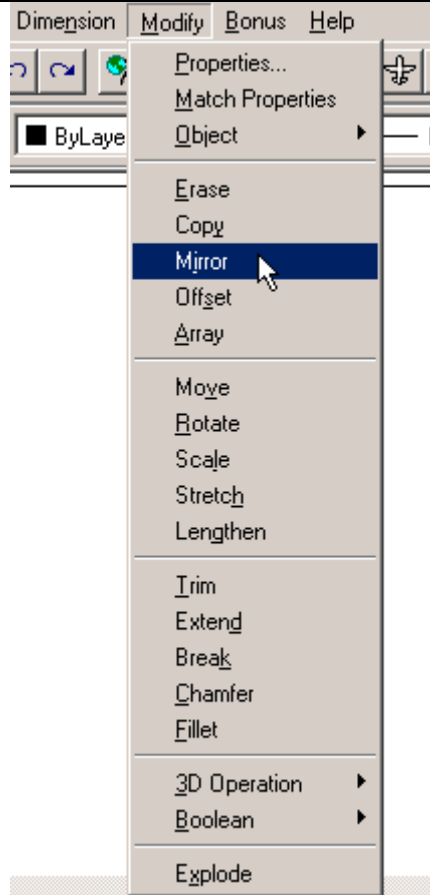 Dimension Modify Bonus Help
Properties...
Match Properties
ByLaye
Object
Erase
Copy
Mirror
Offset
Array
Move
Rotate
Scale
Stretch
Lengthen
Trim
Extend
Break
Chamfer
Fillet
3D Operation
Boolean
Explode